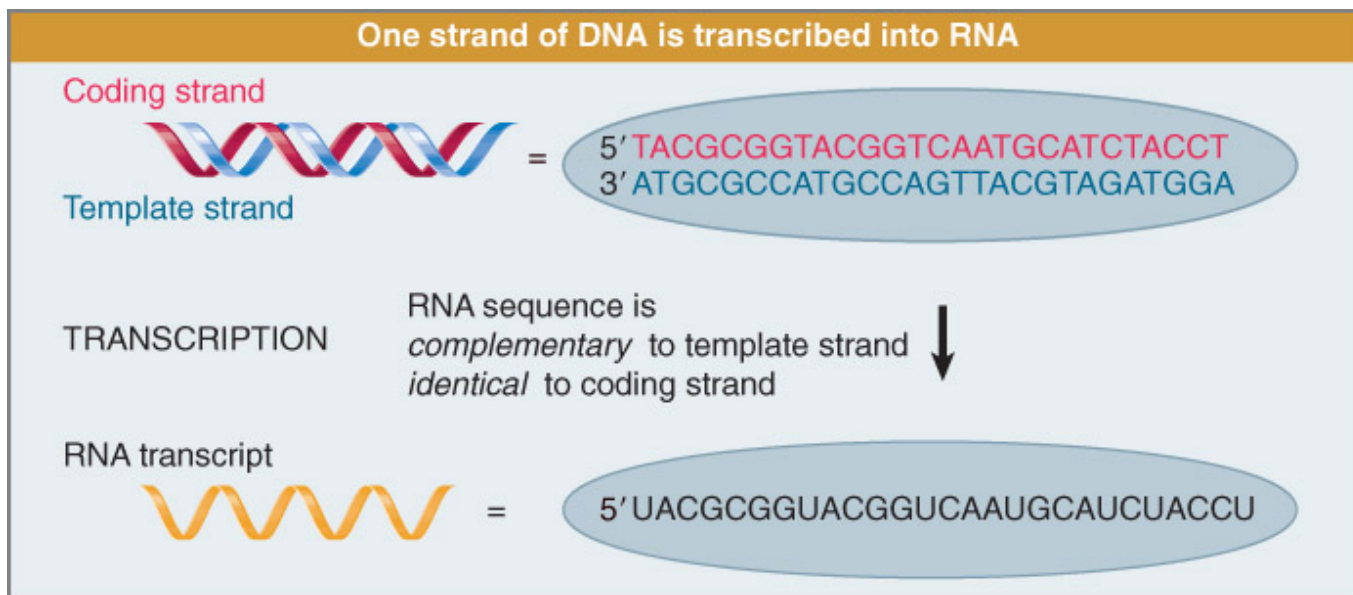 One strand of DNA is transcribed into RNA
Coding strand
=
5′ TACGCGGTACGGTCAATGCATCTACCT
3′ ATGCGCCATGCCAGTTACGTAGATGGA
Template strand
TRANSCRIPTION
RNA sequence is
complementary to template strand
identical to coding strand
RNA transcript
=
5′ UACGCGGUACGGUCAAUGCAUCUACCU